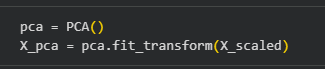 pca = PCA()
X_pca = pca.fit_transform(X_scaled)